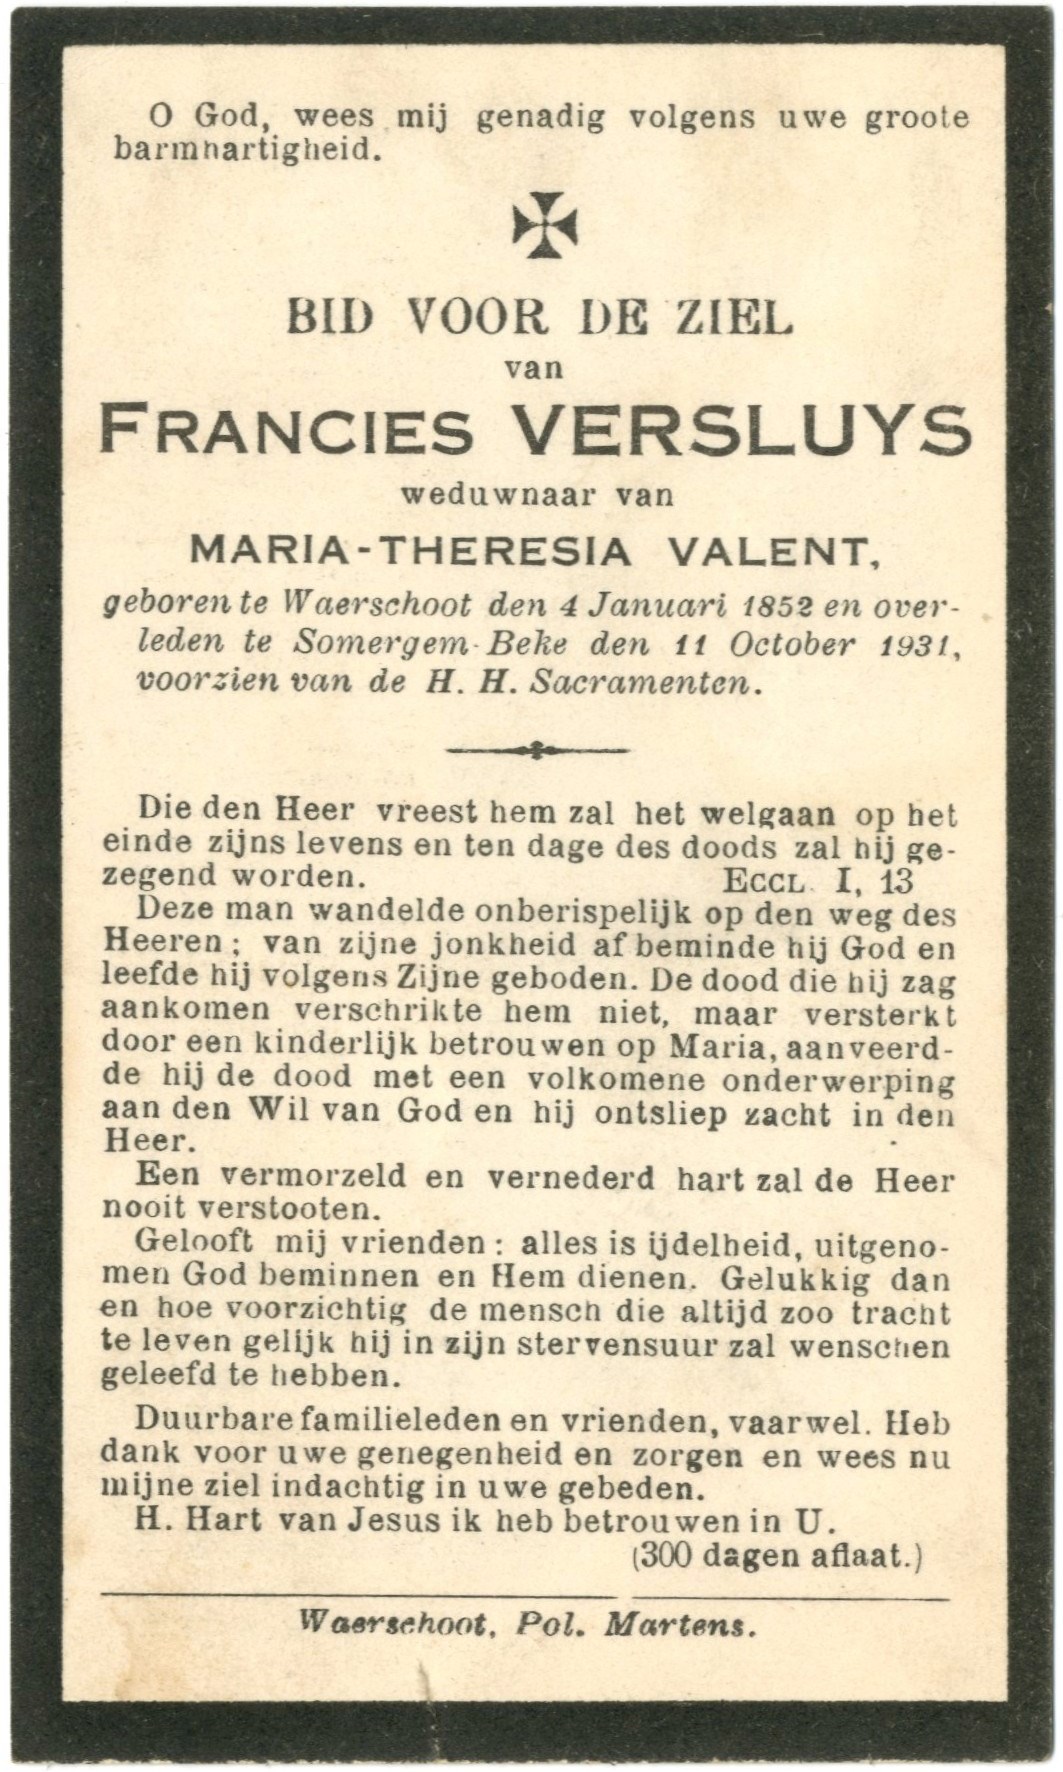 O God, wees mij genadig volgens uwe groote
barmhartigheid.
BID VOOR DE ZIEL
van
FRANCIES VERSLUYS
weduwnaar van
MARIA-THERESIA VALENT,
geboren te Waerschoot den 4 Januari 1852 en over-
leden te Somergem-Beke den 11 October 1931,
voorzien van de H. H. Sacramenten.
Die den Heer vreest hem zal het welgaan op het
einde zijns levens en ten dage des doods zal hij ge-
zegend worden. ECCL. I, 13
Deze man wandelde onberispelijk op den weg des
Heeren; van zijne jonkheid af beminde hij God en
leefde hij volgens Zijne geboden. De dood die hij zag
aankomen verschrikte hem niet, maar versterkt
door een kinderlijk betrouwen op Maria, aanveerd-
de hij de dood met een volkomene onderwerping
aan den Wil van God en hij ontsliep zacht in den
Heer.
Een vermorzeld en vernederd hart zal de Heer
nooit verstooten.
Gelooft mij vrienden: alles is ijdelheid, uitgeno-
men God beminnen en Hem dienen. Gelukkig dan
en hoe voorzichtig de mensch die altijd zoo tracht
te leven gelijk hij in zijn stervensuur zal wenschen
geleefd te hebben.
Duurbare familieleden en vrienden, vaarwel. Heb
dank voor uwe genegenheid en zorgen en wees nu
mijne ziel indachtig in uwe gebeden.
H. Hart van Jesus ik heb betrouwen in U.
(300 dagen aflaat.)
Waerschoot, Pol. Martens.